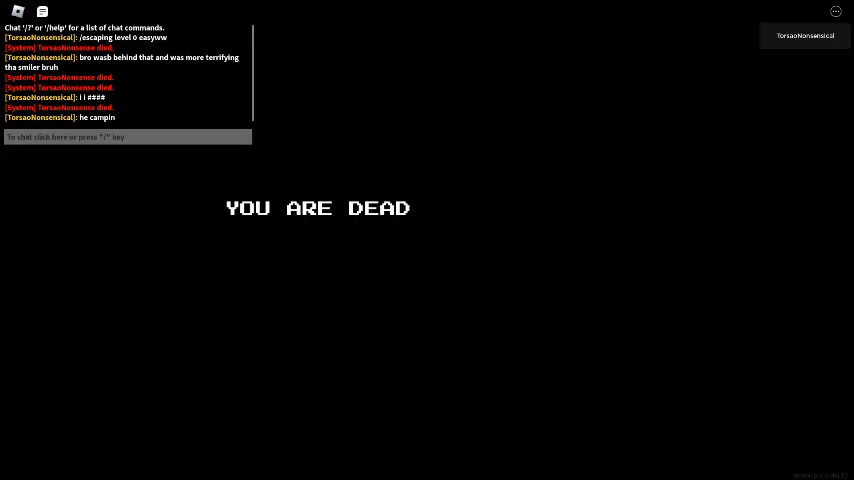 Chat '/?' or '/help' for a list of chat commands.
[TorsaoNonsensical]: /escaping level 0 easyww
[System] TorsaoNonsense died.
[TorsaoNonsensical]: bro wasb behind that and was more terrifying
tha smiler bruh
[System] TorsaoNonsense died.
[System] TorsaoNonsense died.
[TorsaoNonsensical]: i i ####
[System] TorsaoNonsense died.
[TorsaoNonsensical]: he campin
To chat click here or press "/" key
TorsaoNonsensical
YOU ARE DEAD